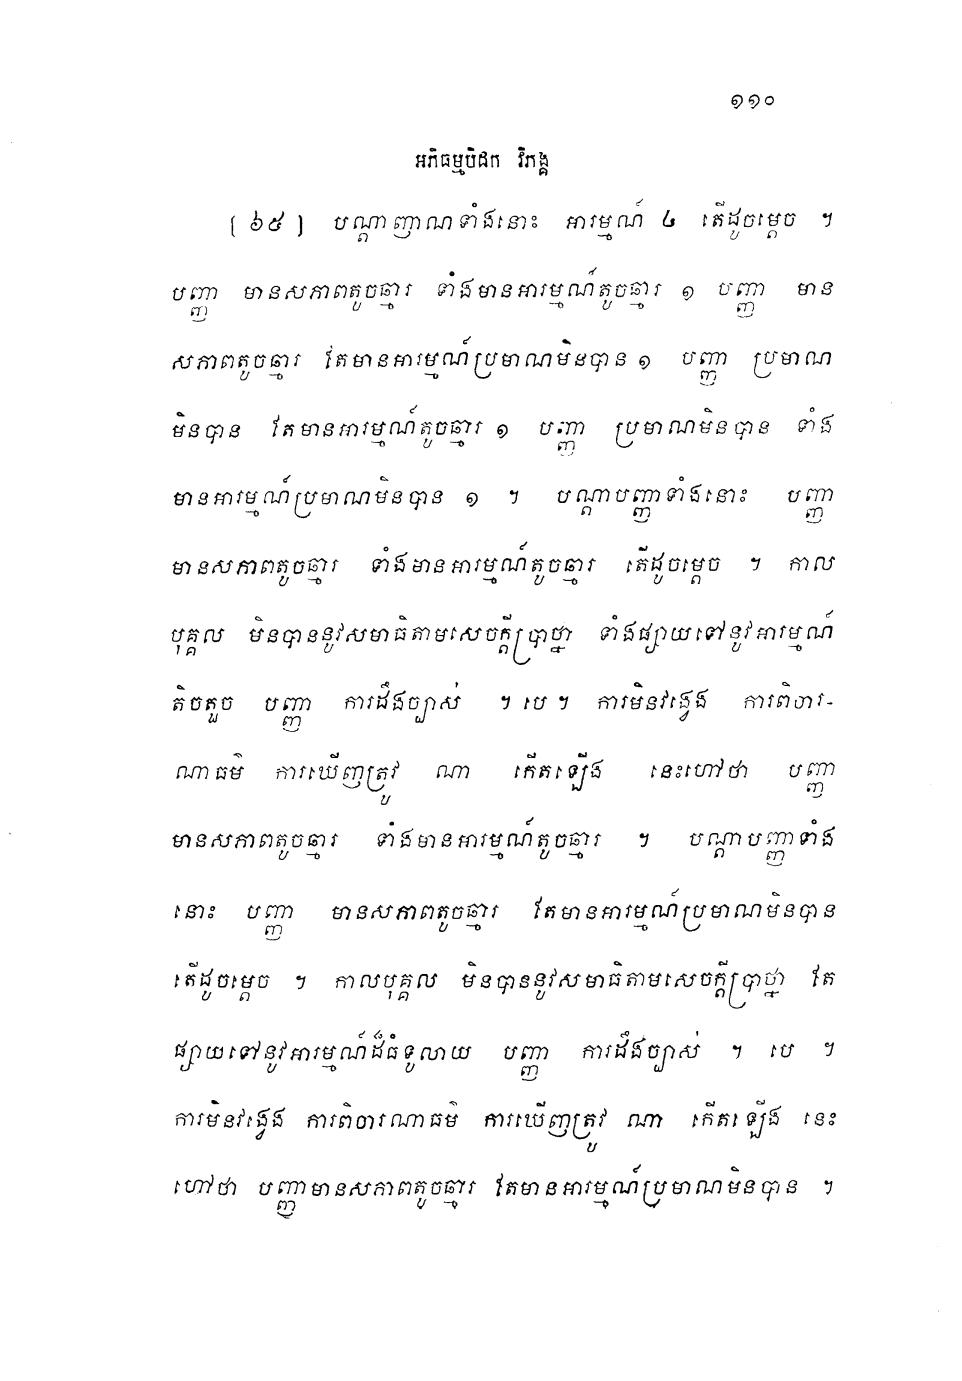 ១១០
អភិធម្មបិដក វិភង្គ
[ ៦៥ ] បណ្ដាញាណទាំងនោះ អារម្មណ៍ ៤ តើដូចម្ដេច ។
បញ្ញា មានសភាពតូចឆ្មារ ទាំងមានអារម្មណ៍តូចឆ្មារ ១ បញ្ញា មាន
សភាពតូចឆ្មារ តែមានអារម្មណ៍ប្រមាណមិនបាន ១ បញ្ញា ប្រមាណ
មិនបាន តែមានអារម្មណ៍តូចឆ្មារ ១ បញ្ញា ប្រមាណមិនបាន ទាំង
មានអារម្មណ៍ប្រមាណមិនបាន ១ ។ បណ្ដាបញ្ញាទាំងនោះ បញ្ញា
មានសភាពតូចឆ្មារ ទាំងមានអារម្មណ៍តូចឆ្មារ តើដូចម្ដេច ។ កាល
បុគ្គល មិនបាននូវសមាធិតាមសេចក្ដីប្រាថ្នា ទាំងផ្សាយទៅនូវអារម្មណ៍
តិចតួច បញ្ញា ការដឹងច្បាស់ ។ បេ ។ ការមិនវង្វេង ការពិចារ-
ណាធម៌ ការឃើញត្រូវ ណា កើតឡើង នេះហៅថា បញ្ញា
មានសភាពតូចឆ្មារ ទាំងមានអារម្មណ៍តូចឆ្មារ ។ បណ្ដាបញ្ញាទាំង
នោះ បញ្ញា មានសភាពតូចឆ្មារ តែមានអារម្មណ៍ប្រមាណមិនបាន
តើដូចម្ដេច ។ កាលបុគ្គល មិនបាននូវសមាធិតាមសេចក្ដីប្រាថ្នា តែ
ផ្សាយទៅនូវអារម្មណ៍ដ៏ធំទូលាយ បញ្ញា ការដឹងច្បាស់ ។ បេ ។
ការមិនវង្វេង ការពិចារណាធម៌ ការឃើញត្រូវ ណា កើតឡើង នេះ
ហៅថា បញ្ញាមានសភាពតូចឆ្មារ តែមានអារម្មណ៍ប្រមាណមិនបាន ។